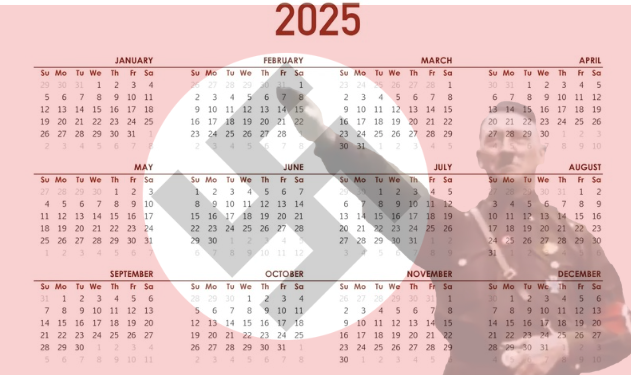 2025
JANUARY
Su Mo Tu We Th Fr Sa
29 30 31 1 2 3 4
5 6 7 8 9 10 11
12 13 14 15 16 17 18
19 20 21 22 23 24 25
26 27 28 29 30 31 1
2 3 4 5 6 7 8
FEBRUARY
Su Mo Tu We Th Fr Sa
26 27 28 29 30 31 1
2 3 4 5 6 7 8
9 10 11 12 13 14 15
16 17 18 19 20 21 22
23 24 25 26 27 28
2 3 4 5 6 7 8
MARCH
Su Mo Tu We Th Fr Sa
23 24 25 26 27 28 1
2 3 4 5 6 7 8
9 10 11 12 13 14 15
16 17 18 19 20 21 22
23 24 25 26 27 28 29
30 31
APRIL
Su Mo Tu We Th Fr Sa
30 31 1 2 3 4 5
6 7 8 9 10 11 12
13 14 15 16 17 18 19
20 21 22 23 24 25 26
27 28 29 30 1 2 3
7 8 9 10
MAY
Su Mo Tu We Th Fr Sa
27 28 29 30 1 2 3
4 5 6 7 8 9 10
11 12 13 14 15 16 17
18 19 20 21 22 23 24
25 26 27 28 29 30 31
1 2 3 4 5 6 7
JUNE
Su Mo Tu We Th Fr Sa
1 2 3 4 5 6 7
8 9 10 11 12 13 14
15 16 17 18 19 20 21
22 23 24 25 26 27 28
29 30 1 2 3 4 5
6 7 8 9 10 11 12
JULY
Su Mo Tu We Th Fr Sa
1 2 3 4 5
6 7 8 9 10 11 12
13 14 15 16 17 18 19
20 21 22 23 24 25 26
27 28 29 30 31 1 2
3 4 5 6 7 8 9
AUGUST
Su Mo Tu We Th Fr Sa
30 31 1 2
3 4 5 6 7 8 9
10 11 12 13 14 15 16
17 18 19 20 21 22 23
24 25 26 27 28 29 30
31
SEPTEMBER
Su Mo Tu We Th Fr Sa
31 1 2 3 4 5 6
7 8 9 10 11 12 13
14 15 16 17 18 19 20
21 22 23 24 25 26 27
28 29 30 1 2 3 4
5 6 7 8 9 10 11
OCTOBER
Su Mo Tu We Th Fr Sa
28 29 30 1 2 3 4
5 6 7 8 9 10 11
12 13 14 15 16 17 18
19 20 21 22 23 24 25
26 27 28 29 30 31 1
2 3 4 5 6 7 8
NOVEMBER
Su Mo Tu We Th Fr Sa
26 27 28 29 30 31 1
2 3 4 5 6 7 8
9 10 11 12 13 14 15
16 17 18 19 20 21 22
23 24 25 26 27 28 29
30 1 2 3 4 5 6
DECEMBER
Su Mo Tu We Th Fr Sa
30 1 2 3 4 5 6
7 8 9 10 11 12 13
14 15 16 17 18 19 20
21 22 23 24 25 26 27
28 29 30 31